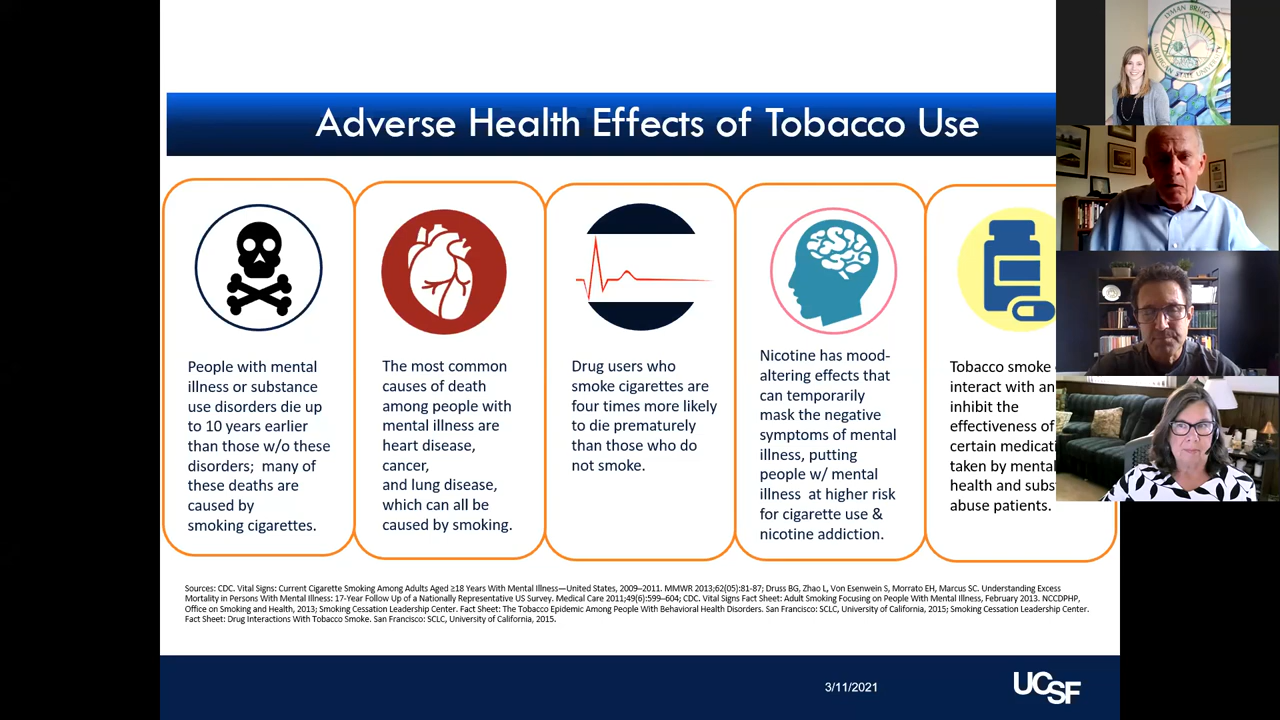 Adverse Health Effects of Tobacco Use
People with mental
illness or substance
use disorders die up
to 10 years earlier
than those w/o these
disorders; many of
these deaths are
caused by
smoking cigarettes.
The most common
causes of death
among people with
mental illness are
heart disease,
cancer,
and lung disease,
which can all be
caused by smoking.
Drug users who
smoke cigarettes are
four times more likely
to die prematurely
than those who do
not smoke.
Nicotine has mood-
altering effects that
can temporarily
mask the negative
symptoms of mental
illness, putting
people w/ mental
illness at higher risk
for cigarette use &
nicotine addiction.
Tobacco smoke
interact with an
inhibit the
effectiveness of
certain medicati
taken by mental
health and subs
abuse patients.
Sources: CDC. Vital Signs: Current Cigarette Smoking Among Adults Aged ≥18 Years With Mental Illness—United States, 2009–2011. MMWR 2013;62(05):81-87; Druss BG, Zhao L, Von Esenwein S, Morrato EH, Marcus SC. Understanding Excess
Mortality in Persons With Mental Illness: 17-Year Follow Up of a Nationally Representative US Survey. Medical Care 2011;49(6):599–604; CDC. Vital Signs Fact Sheet: Adult Smoking Focusing on People With Mental Illness, February 2013. NCCDPHP,
Office on Smoking and Health, 2013; Smoking Cessation Leadership Center. Fact Sheet: The Tobacco Epidemic Among People With Behavioral Health Disorders. San Francisco: SCLC, University of California, 2015; Smoking Cessation Leadership Center.
Fact Sheet: Drug Interactions With Tobacco Smoke. San Francisco: SCLC, University of California, 2015.
3/11/2021
UCSF
LYMAN BRIGGS
MICHIGAN STATE UNIVERSITY